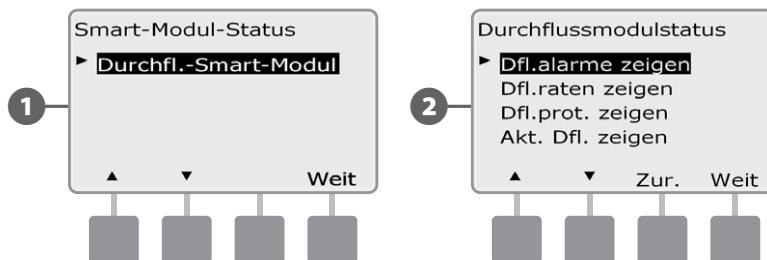 1
Smart-Modul-Status
► Durchfl.-Smart-Modul
▲ ▼ Weit
2
Durchflussmodulstatus
► Dfl.alarme zeigen
Dfl.raten zeigen
Dfl.prot. zeigen
Akt. Dfl. zeigen
▲ ▼ Zur. Weit